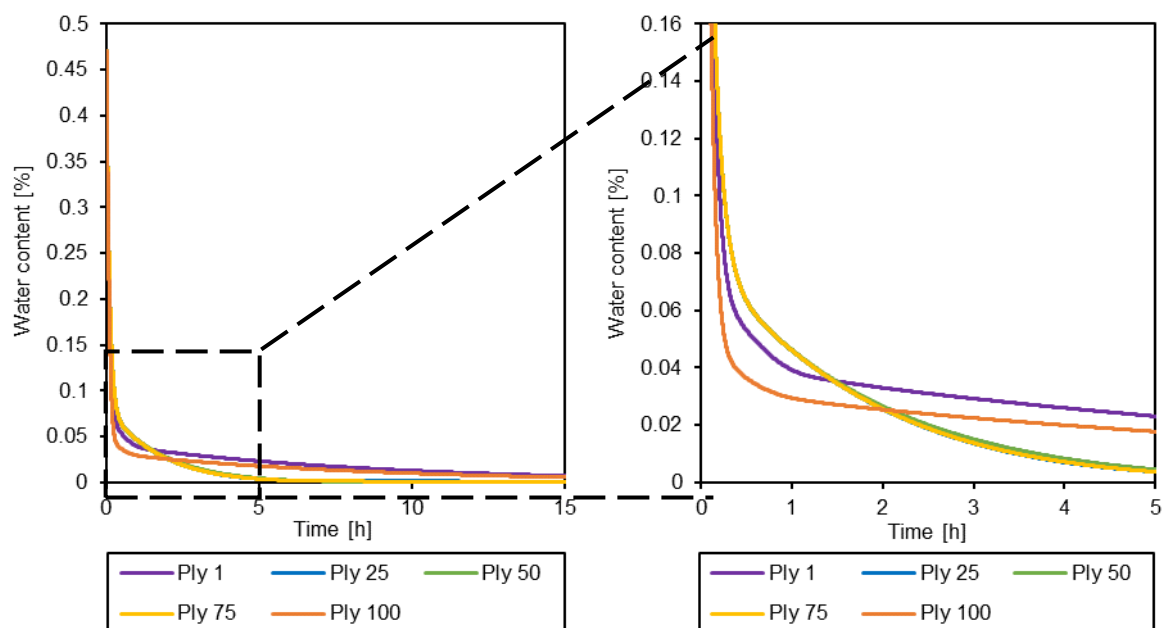 0.5
0.45
0.4
0.35
0.3
0.25
0.2
0.15
0.1
0.05
0
Water content [%]
0 5 10 15
Time [h]
Ply 1 Ply 25 Ply 50
Ply 75 Ply 100
0.16
0.14
0.12
0.1
0.08
0.06
0.04
0.02
0
Water content [%]
0 1 2 3 4 5
Time [h]
Ply 1 Ply 25 Ply 50
Ply 75 Ply 100